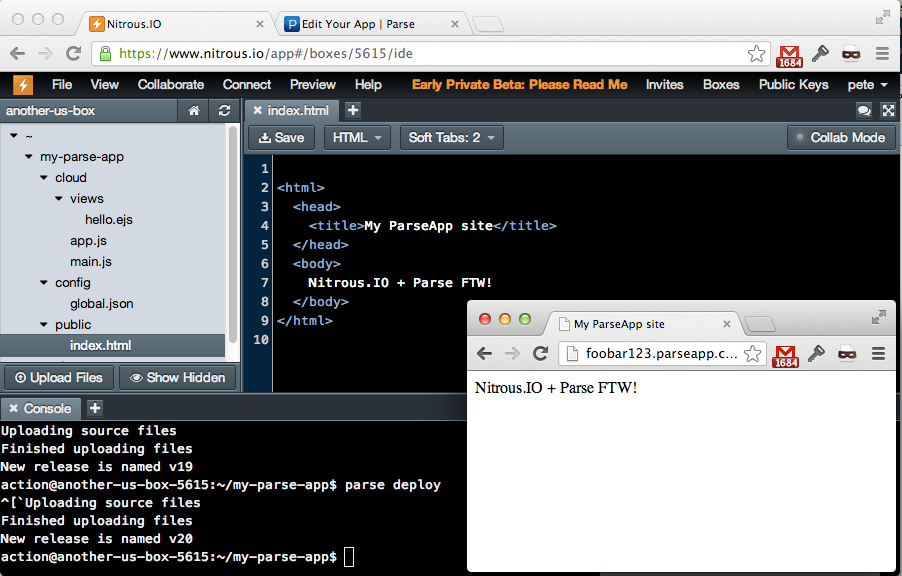 Nitrous.IO
Edit Your App | Parse
https://www.nitrous.io/app#/boxes/5615/ide
1684
File View Collaborate Connect Preview Help Early Private Beta: Please Read Me Invites Boxes Public Keys pete
another-us-box
index.html
Save HTML Soft Tabs: 2 Collab Mode
~
my-parse-app
cloud
views
hello.ejs
app.js
main.js
config
global.json
public
index.html
Upload Files Show Hidden
1
2 <html>
3 <head>
4 <title>My ParseApp site</title>
5 </head>
6 <body>
7 Nitrous.IO + Parse FTW!
8 </body>
9 </html>
10
Console
Uploading source files
Finished uploading files
New release is named v19
action@another-us-box-5615:~/my-parse-app$ parse deploy
^[`Uploading source files
Finished uploading files
New release is named v20
action@another-us-box-5615:~/my-parse-app$
My ParseApp site
foobar123.parseapp.c...
1684
Nitrous.IO + Parse FTW!